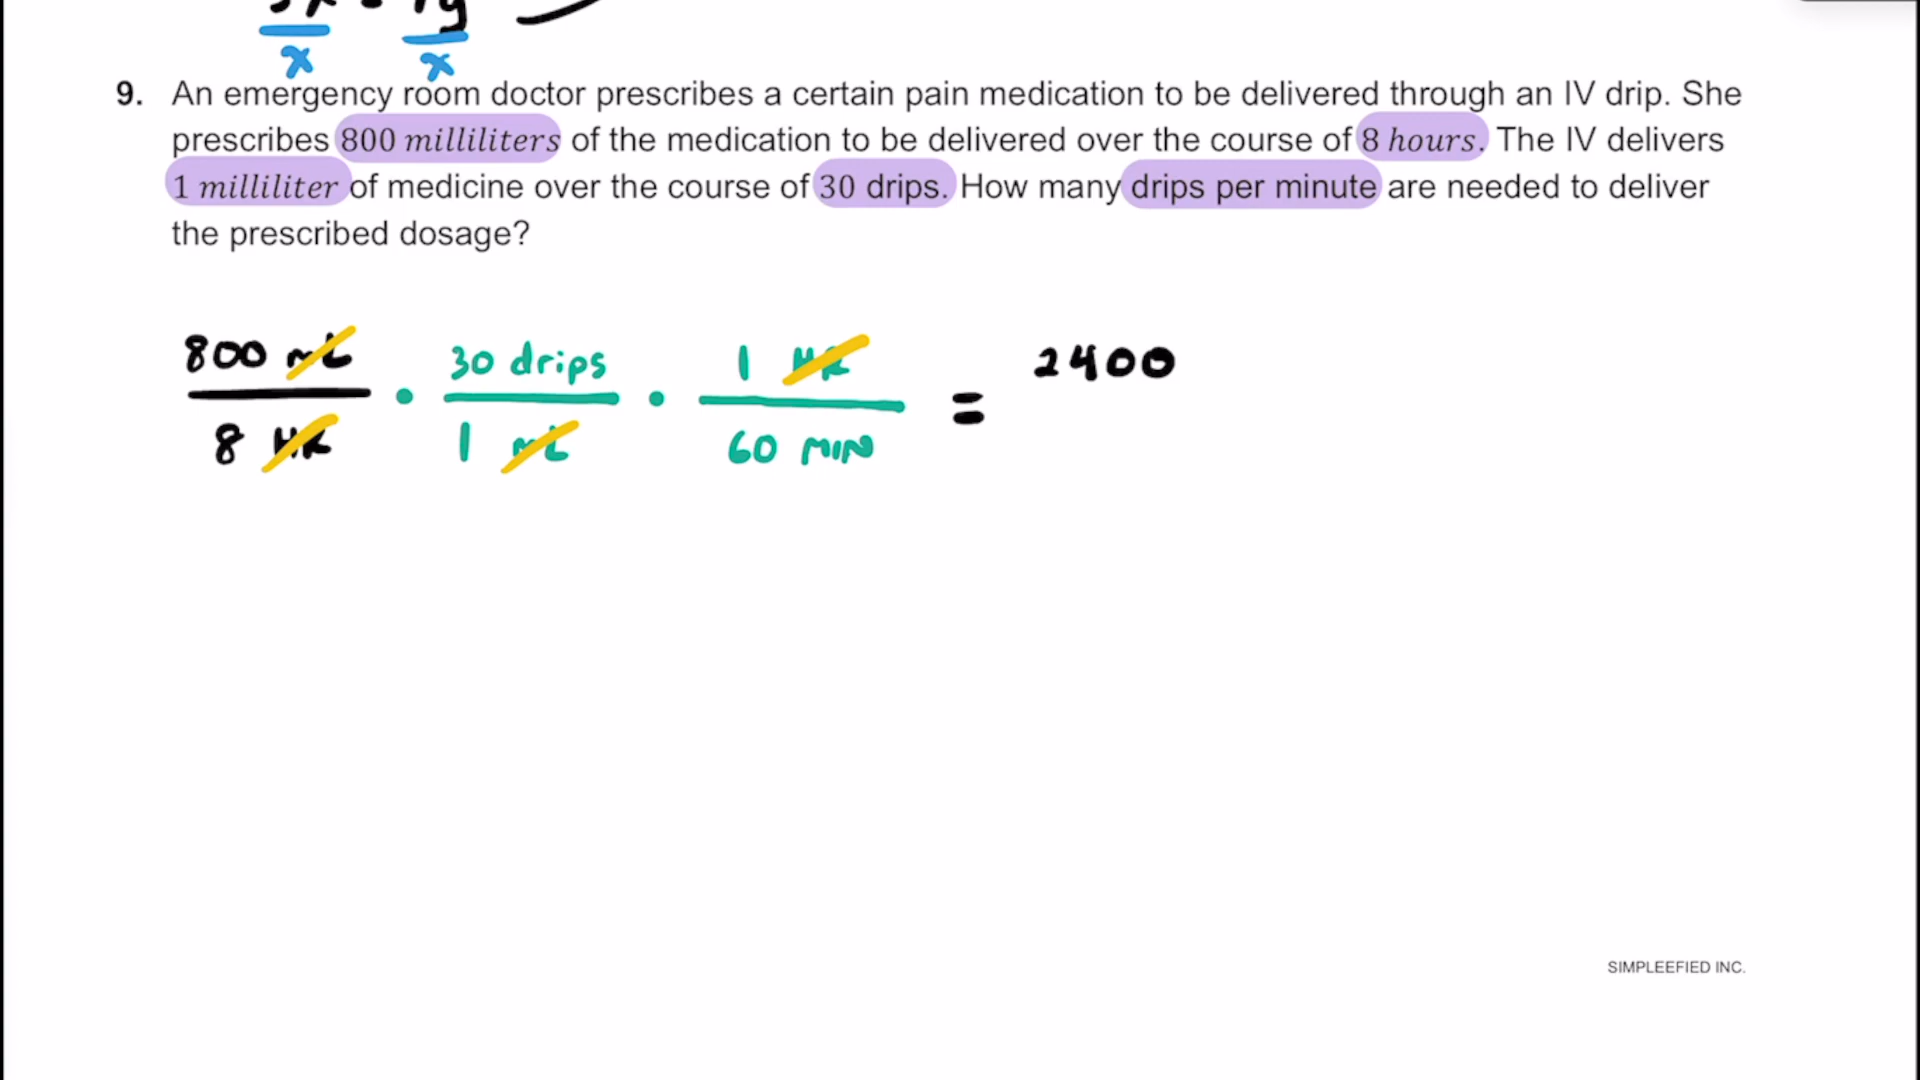 x x
9. An emergency room doctor prescribes a certain pain medication to be delivered through an IV drip. She
prescribes 800 milliliters of the medication to be delivered over the course of 8 hours. The IV delivers
1 milliliter of medicine over the course of 30 drips. How many drips per minute are needed to deliver
the prescribed dosage?
800 mL 30 drips 1 HR 2400
• • =
8 HR 1 mL 60 MIN
SIMPLEEFIED INC.